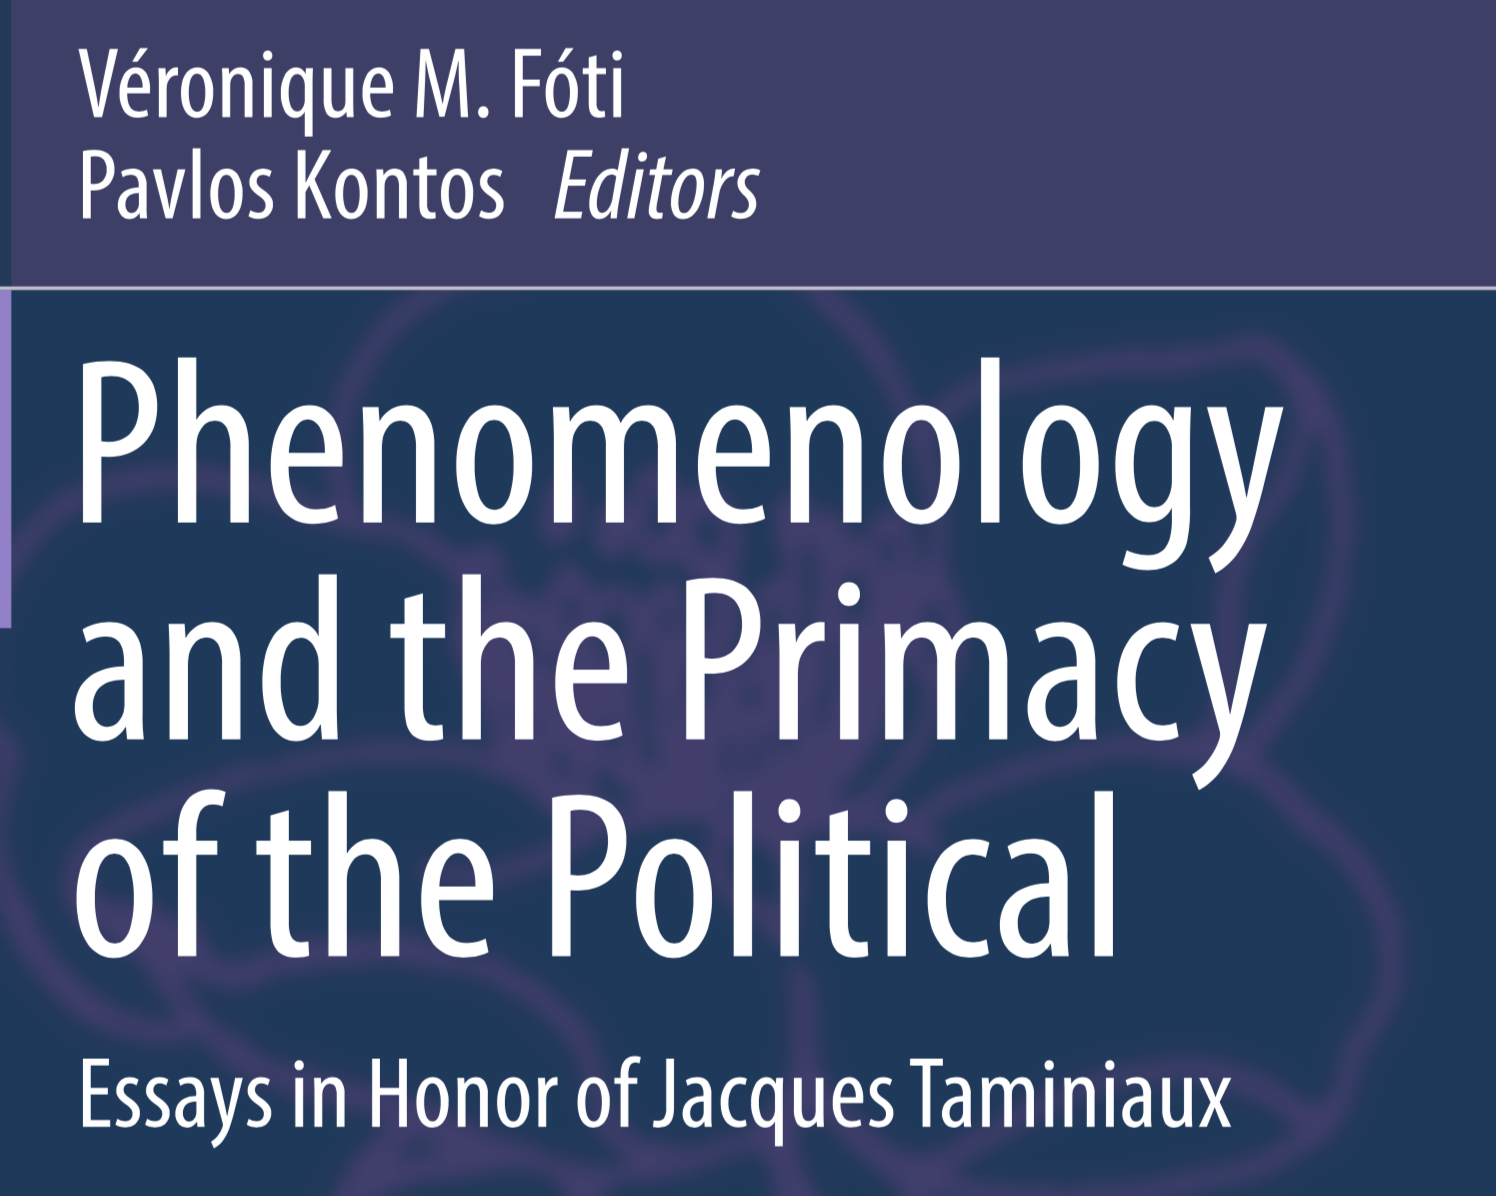 Véronique M. Fóti
Pavlos Kontos Editors
Phenomenology
and the Primacy
of the Political
Essays in Honor of Jacques Taminiaux